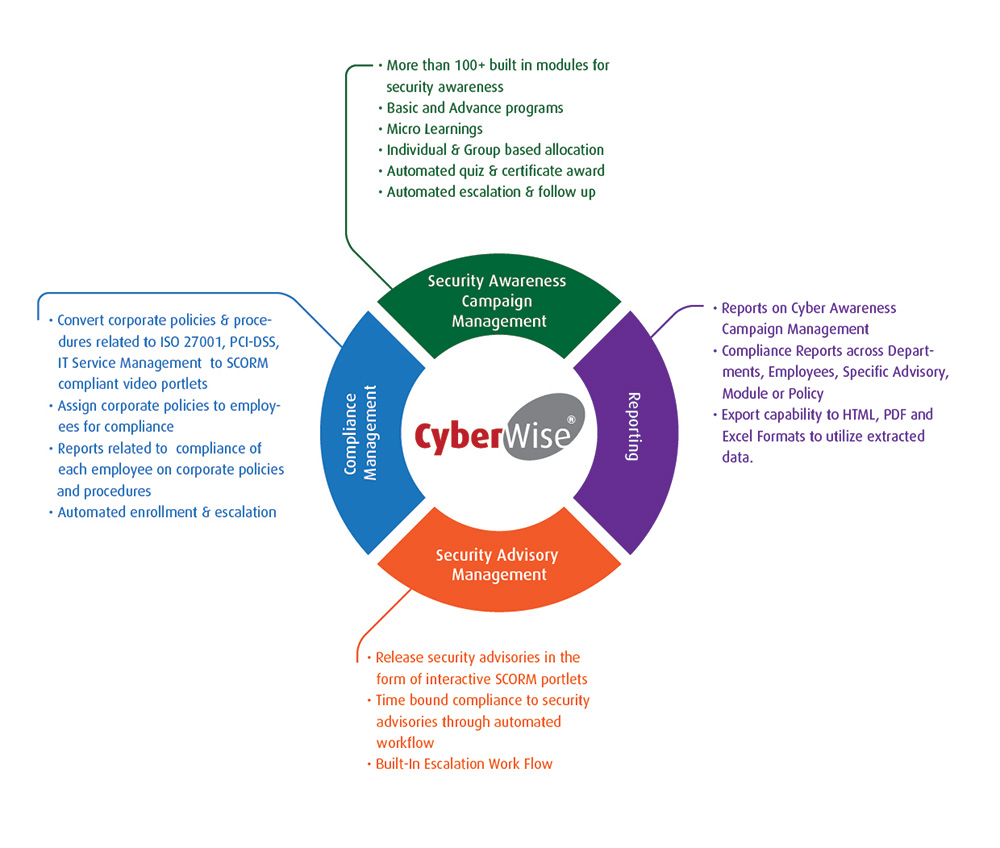 • More than 100+ built in modules for
security awareness
• Basic and Advance programs
• Micro Learnings
• Individual & Group based allocation
• Automated quiz & certificate award
• Automated escalation & follow up
Security Awareness
Campaign
Management
• Convert corporate policies & proce-
dures related to ISO 27001, PCI-DSS,
IT Service Management to SCORM
compliant video portlets
• Assign corporate policies to employ-
ees for compliance
• Reports related to compliance of
each employee on corporate policies
and procedures
• Automated enrollment & escalation
Compliance
Management
CyberWise®
Reporting
• Reports on Cyber Awareness
Campaign Management
• Compliance Reports across Depart-
ments, Employees, Specific Advisory,
Module or Policy
• Export capability to HTML, PDF and
Excel Formats to utilize extracted
data.
Security Advisory
Management
• Release security advisories in the
form of interactive SCORM portlets
• Time bound compliance to security
advisories through automated
workflow
• Built-In Escalation Work Flow